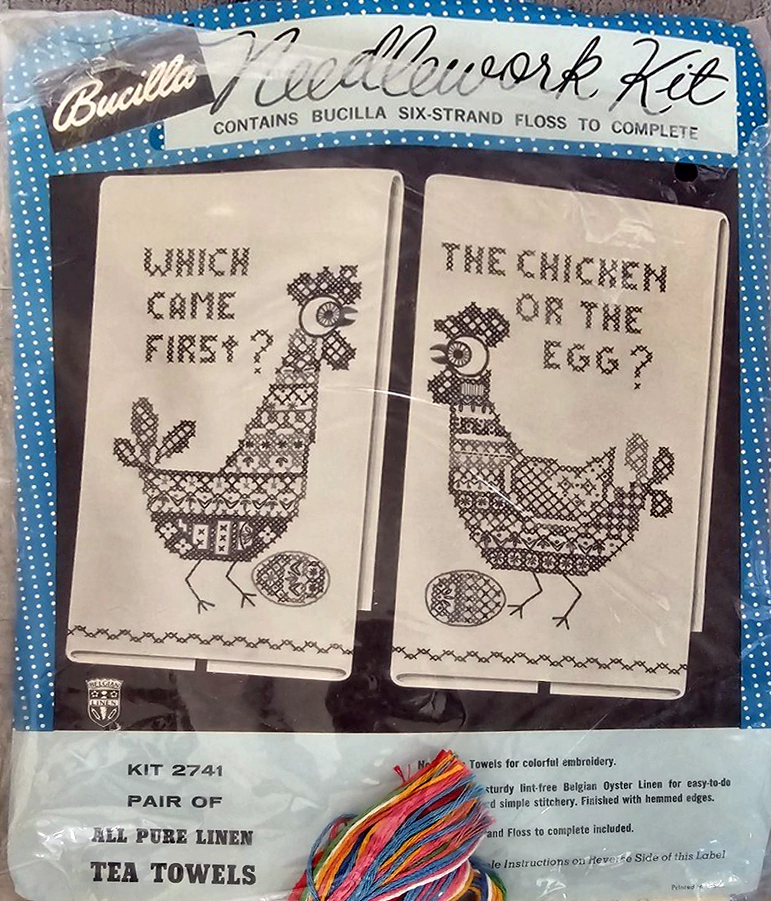 Bucilla Needlework Kit
CONTAINS BUCILLA SIX-STRAND FLOSS TO COMPLETE
WHICH
CAME
FIRST?
THE CHICKEN
OR THE
EGG?
BELGIAN
LINEN
KIT 2741
PAIR OF
ALL PURE LINEN
TEA TOWELS
Towels for colorful embroidery.
sturdy lint-free Belgian Oyster Linen for easy-to-do
simple stitchery. Finished with hemmed edges.
and Floss to complete included.
Instructions on Reverse Side of this Label
Printed